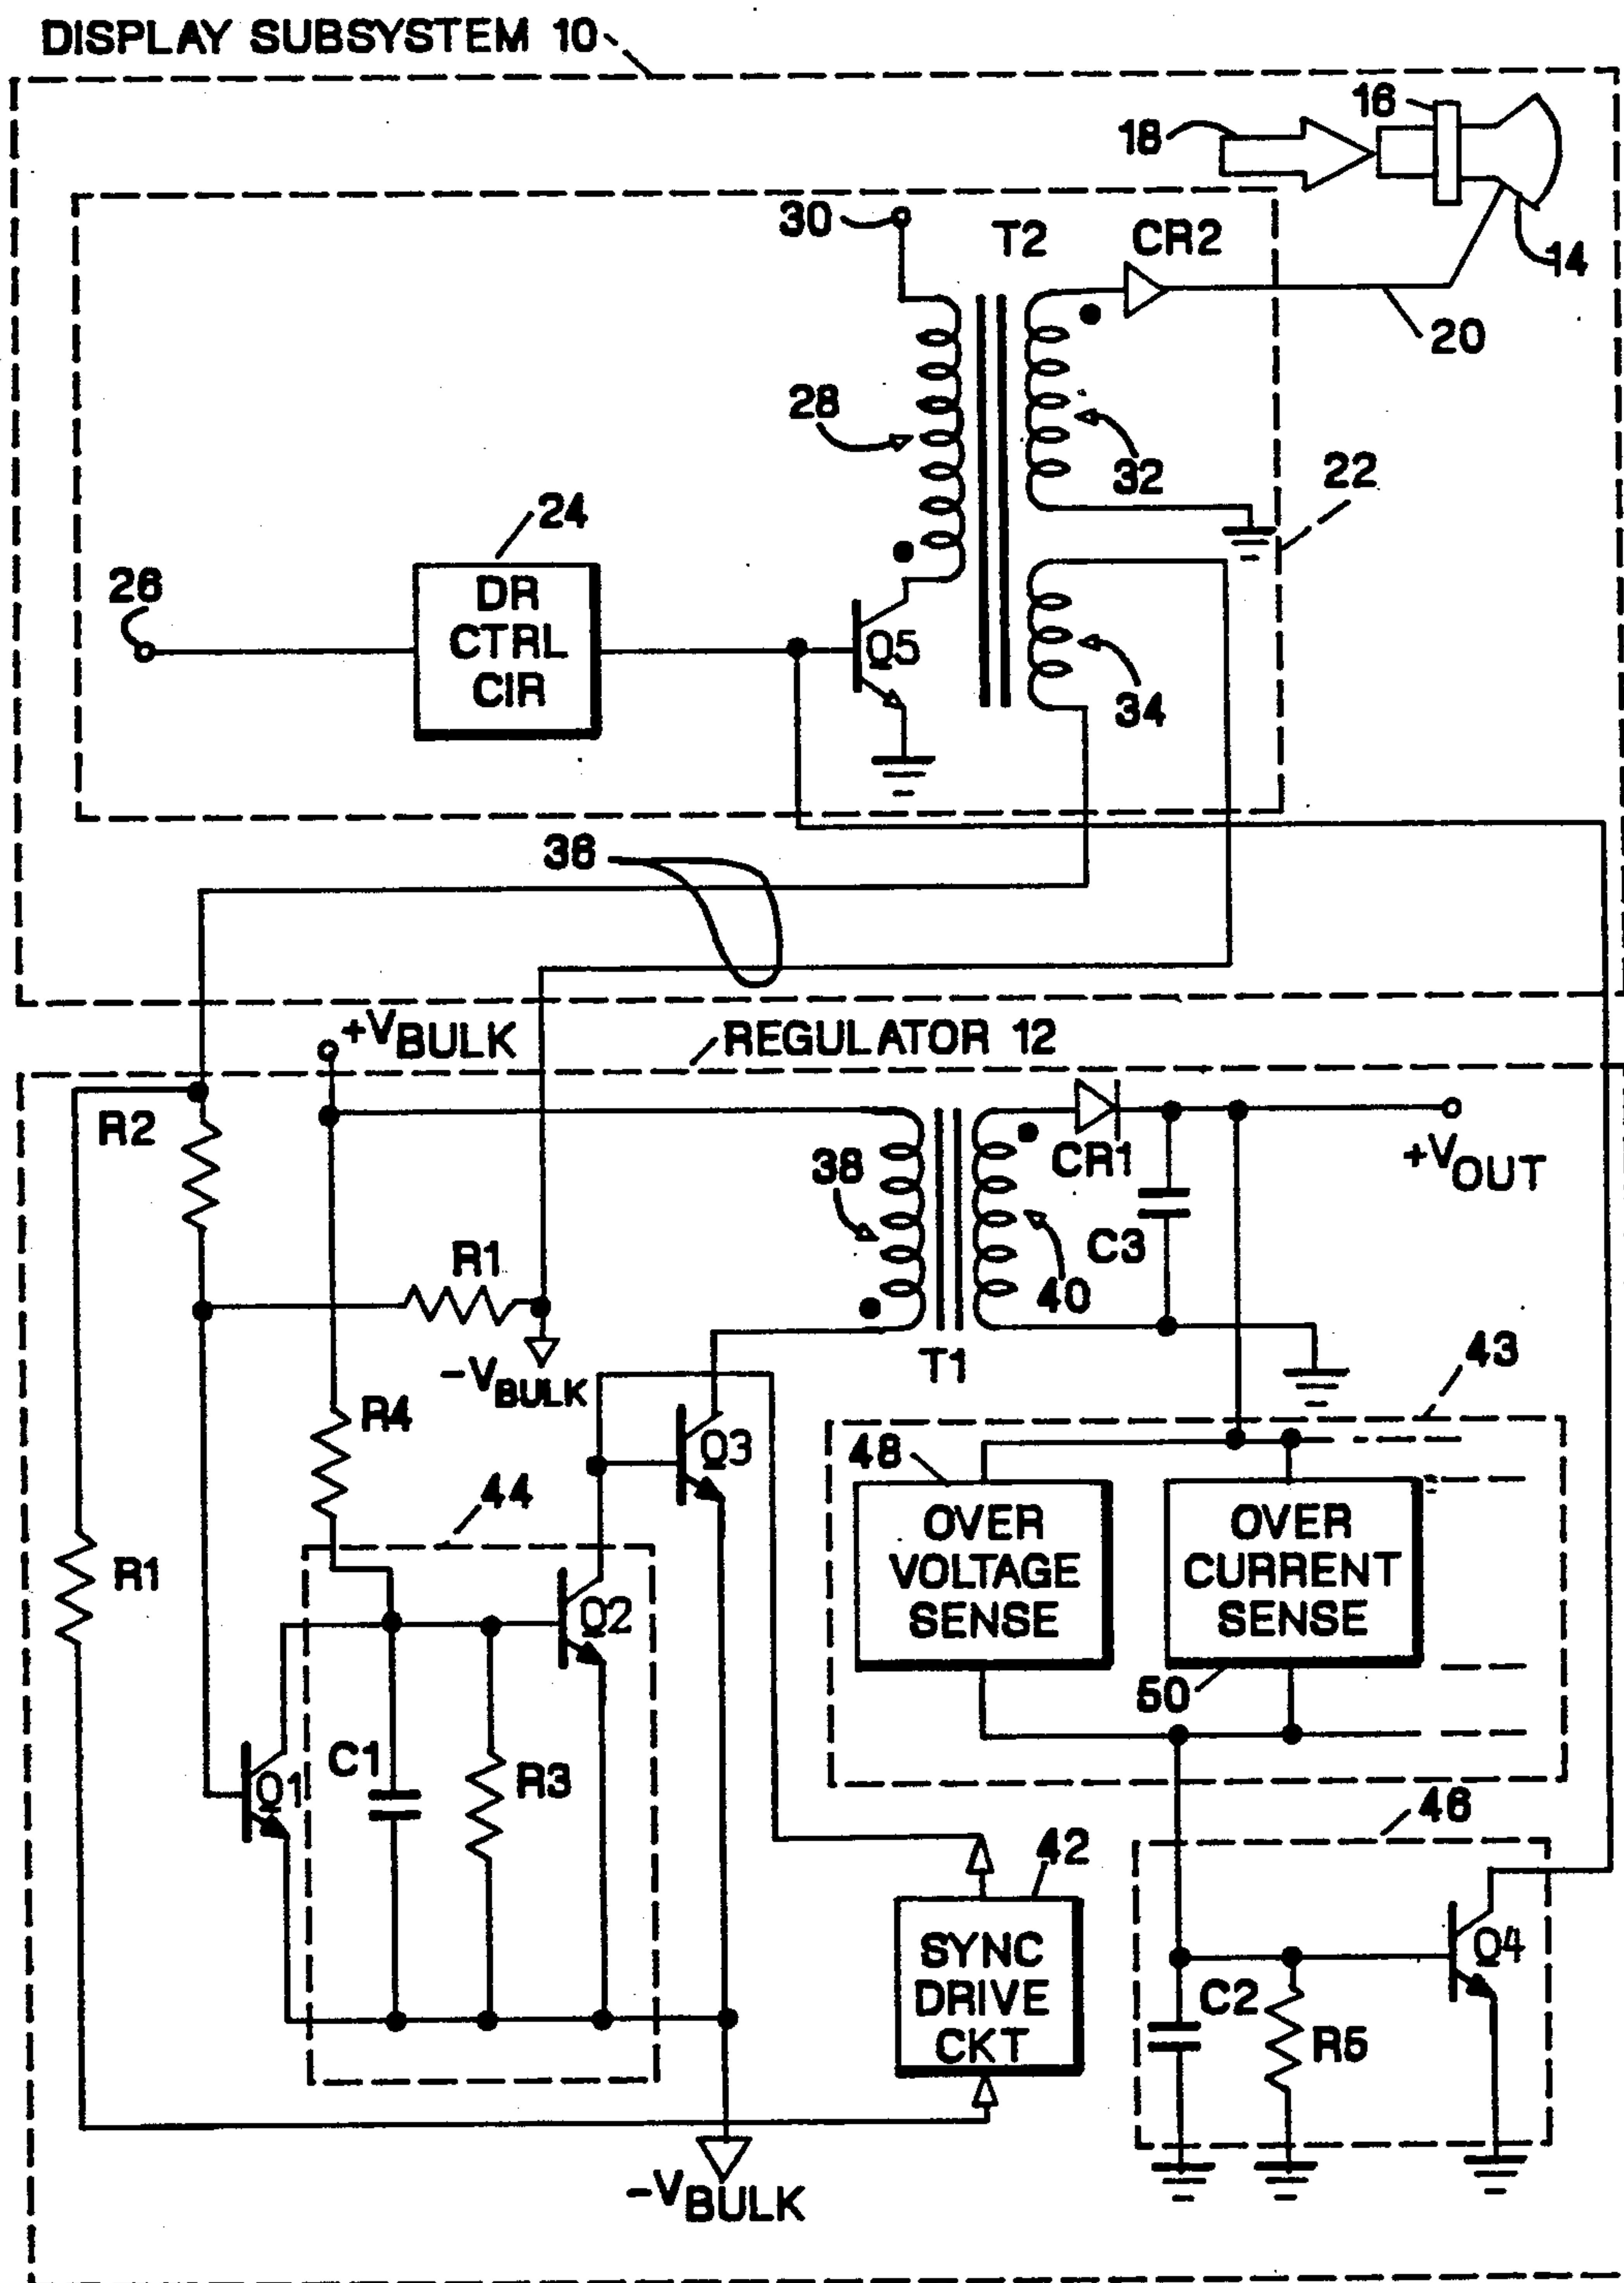 DISPLAY SUBSYSTEM 10
16
18
30
T2
CR2
14
20
28
32
22
24
26
DR
CTRL
CIR
Q5
34
36
+VBULK
REGULATOR 12
R2
38
CR1
+VOUT
R1
C3
40
-VBULK
T1
43
R4
Q3
48
44
OVER
VOLTAGE
SENSE
OVER
CURRENT
SENSE
R1
Q2
50
C1
Q1
R3
46
42
SYNC
DRIVE
CKT
Q4
C2
R5
-VBULK